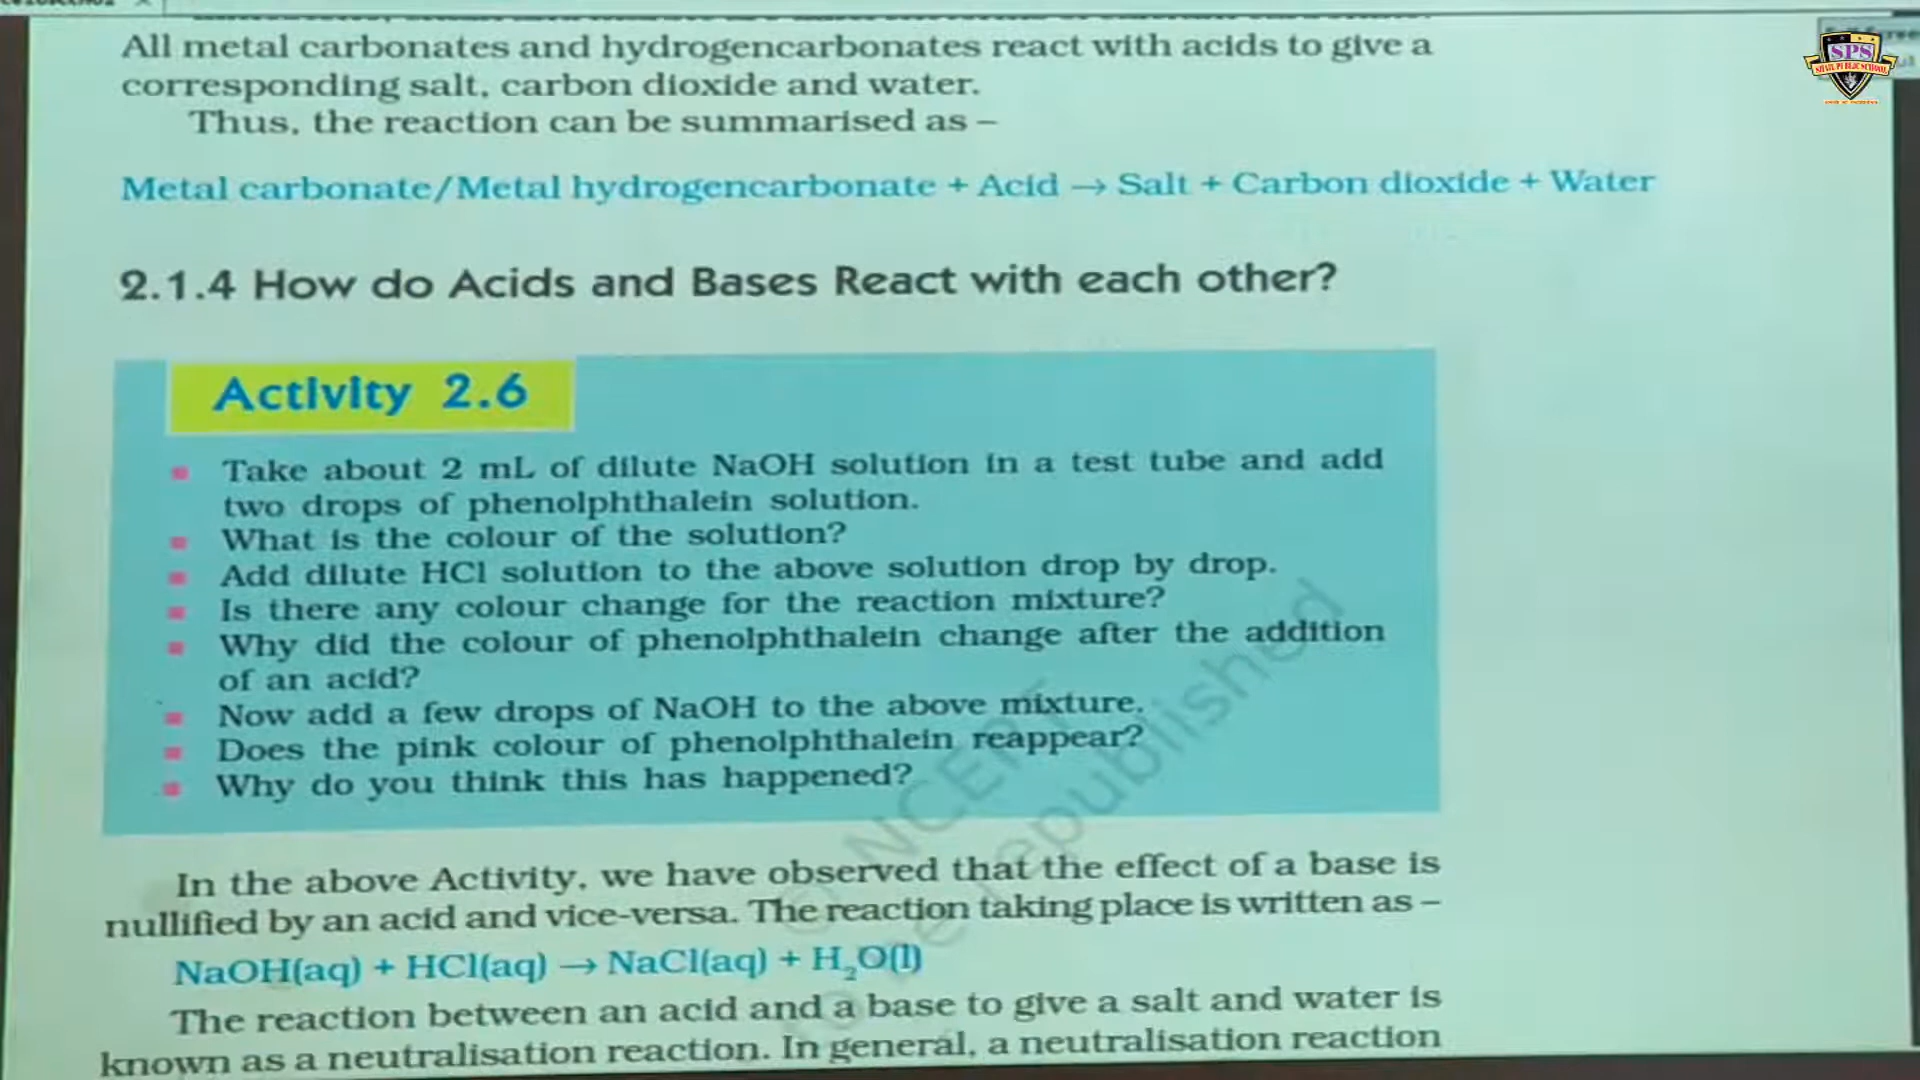 All metal carbonates and hydrogencarbonates react with acids to give a
corresponding salt, carbon dioxide and water.
Thus, the reaction can be summarised as –
Metal carbonate/Metal hydrogencarbonate + Acid → Salt + Carbon dioxide + Water
2.1.4 How do Acids and Bases React with each other?
Activity 2.6
Take about 2 mL of dilute NaOH solution in a test tube and add
two drops of phenolphthalein solution.
What is the colour of the solution?
Add dilute HCl solution to the above solution drop by drop.
Is there any colour change for the reaction mixture?
Why did the colour of phenolphthalein change after the addition
of an acid?
Now add a few drops of NaOH to the above mixture.
Does the pink colour of phenolphthalein reappear?
Why do you think this has happened?
In the above Activity, we have observed that the effect of a base is
nullified by an acid and vice-versa. The reaction taking place is written as –
NaOH(aq) + HCl(aq) → NaCl(aq) + H₂O(l)
The reaction between an acid and a base to give a salt and water is
known as a neutralisation reaction. In general, a neutralisation reaction
© NCERT
republished
SPS